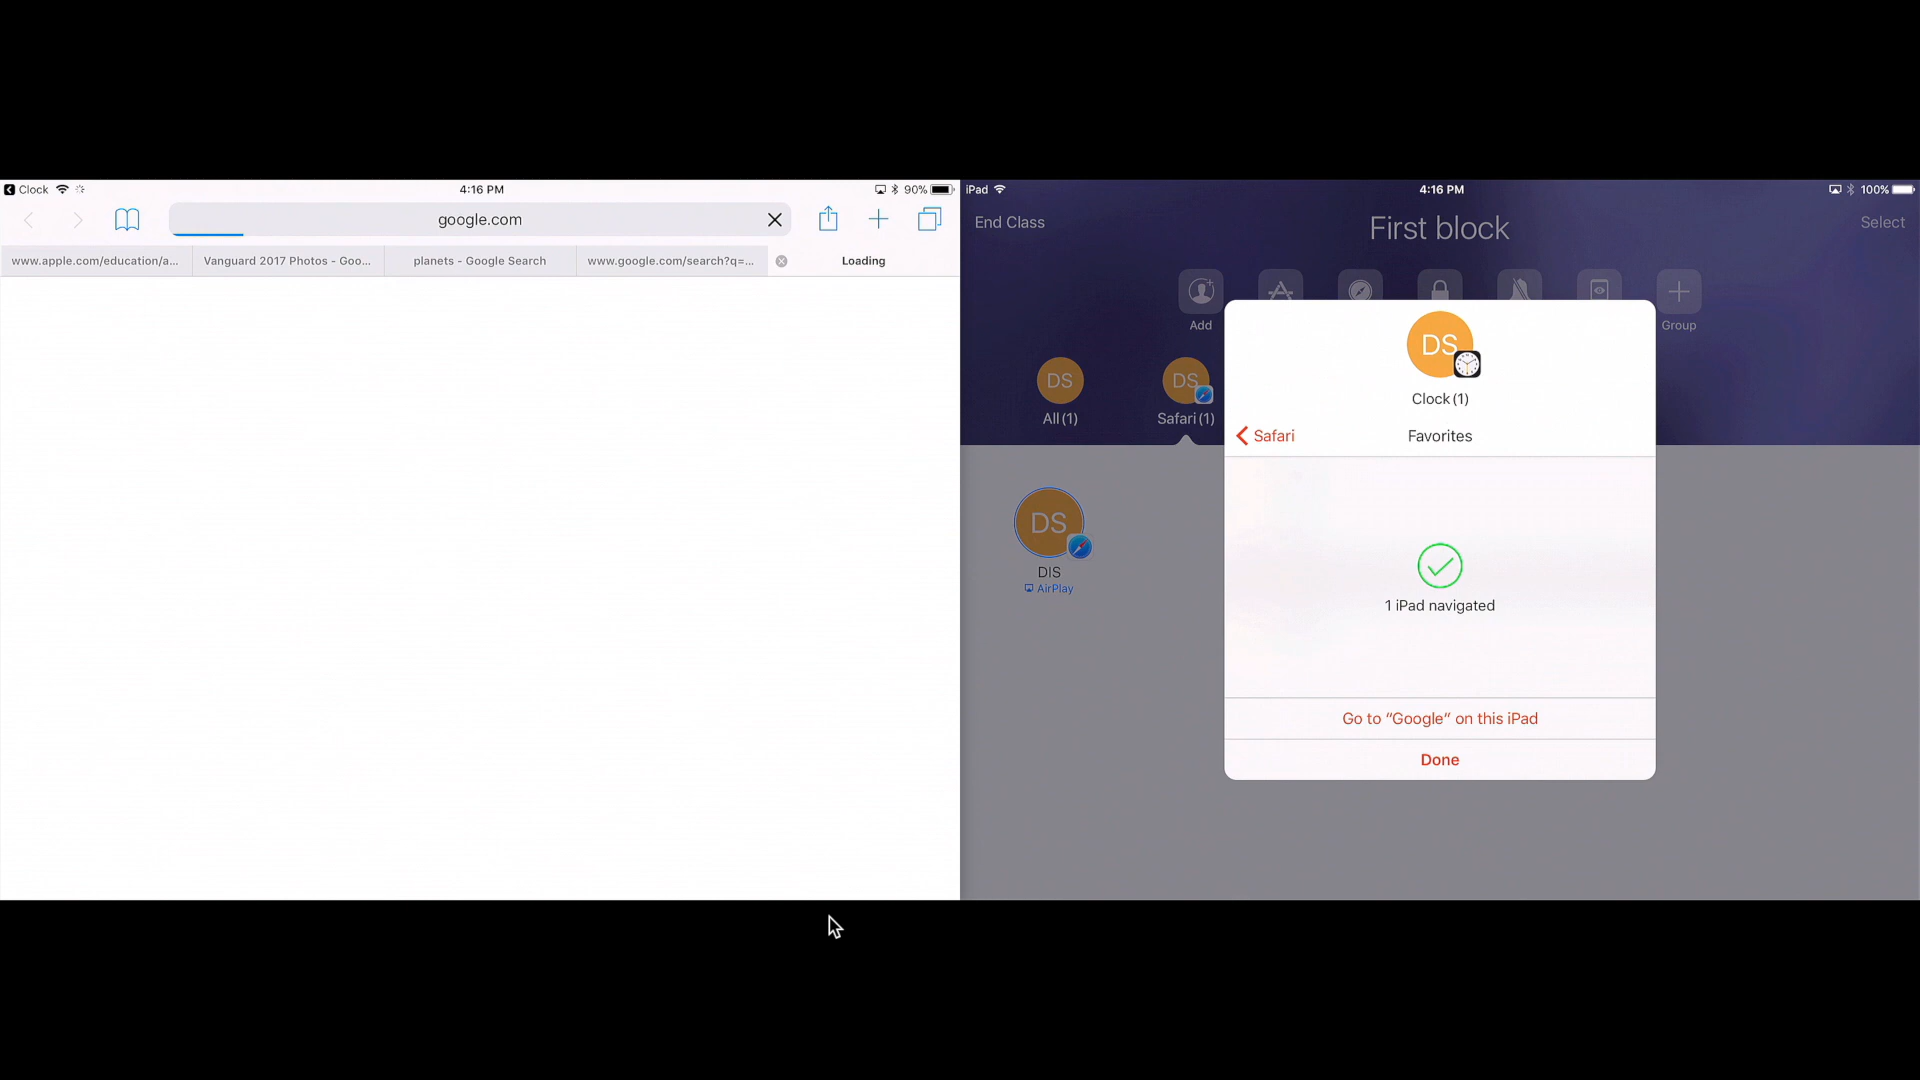 Clock
4:16 PM
90%
google.com
www.apple.com/education/a...
Vanguard 2017 Photos - Goo...
planets - Google Search
www.google.com/search?q=...
Loading
iPad
4:16 PM
100%
End Class
First block
Select
Add
Group
DS
All (1)
DS
Safari (1)
DS
Clock (1)
Safari
Favorites
DS
DIS
AirPlay
1 iPad navigated
Go to “Google” on this iPad
Done